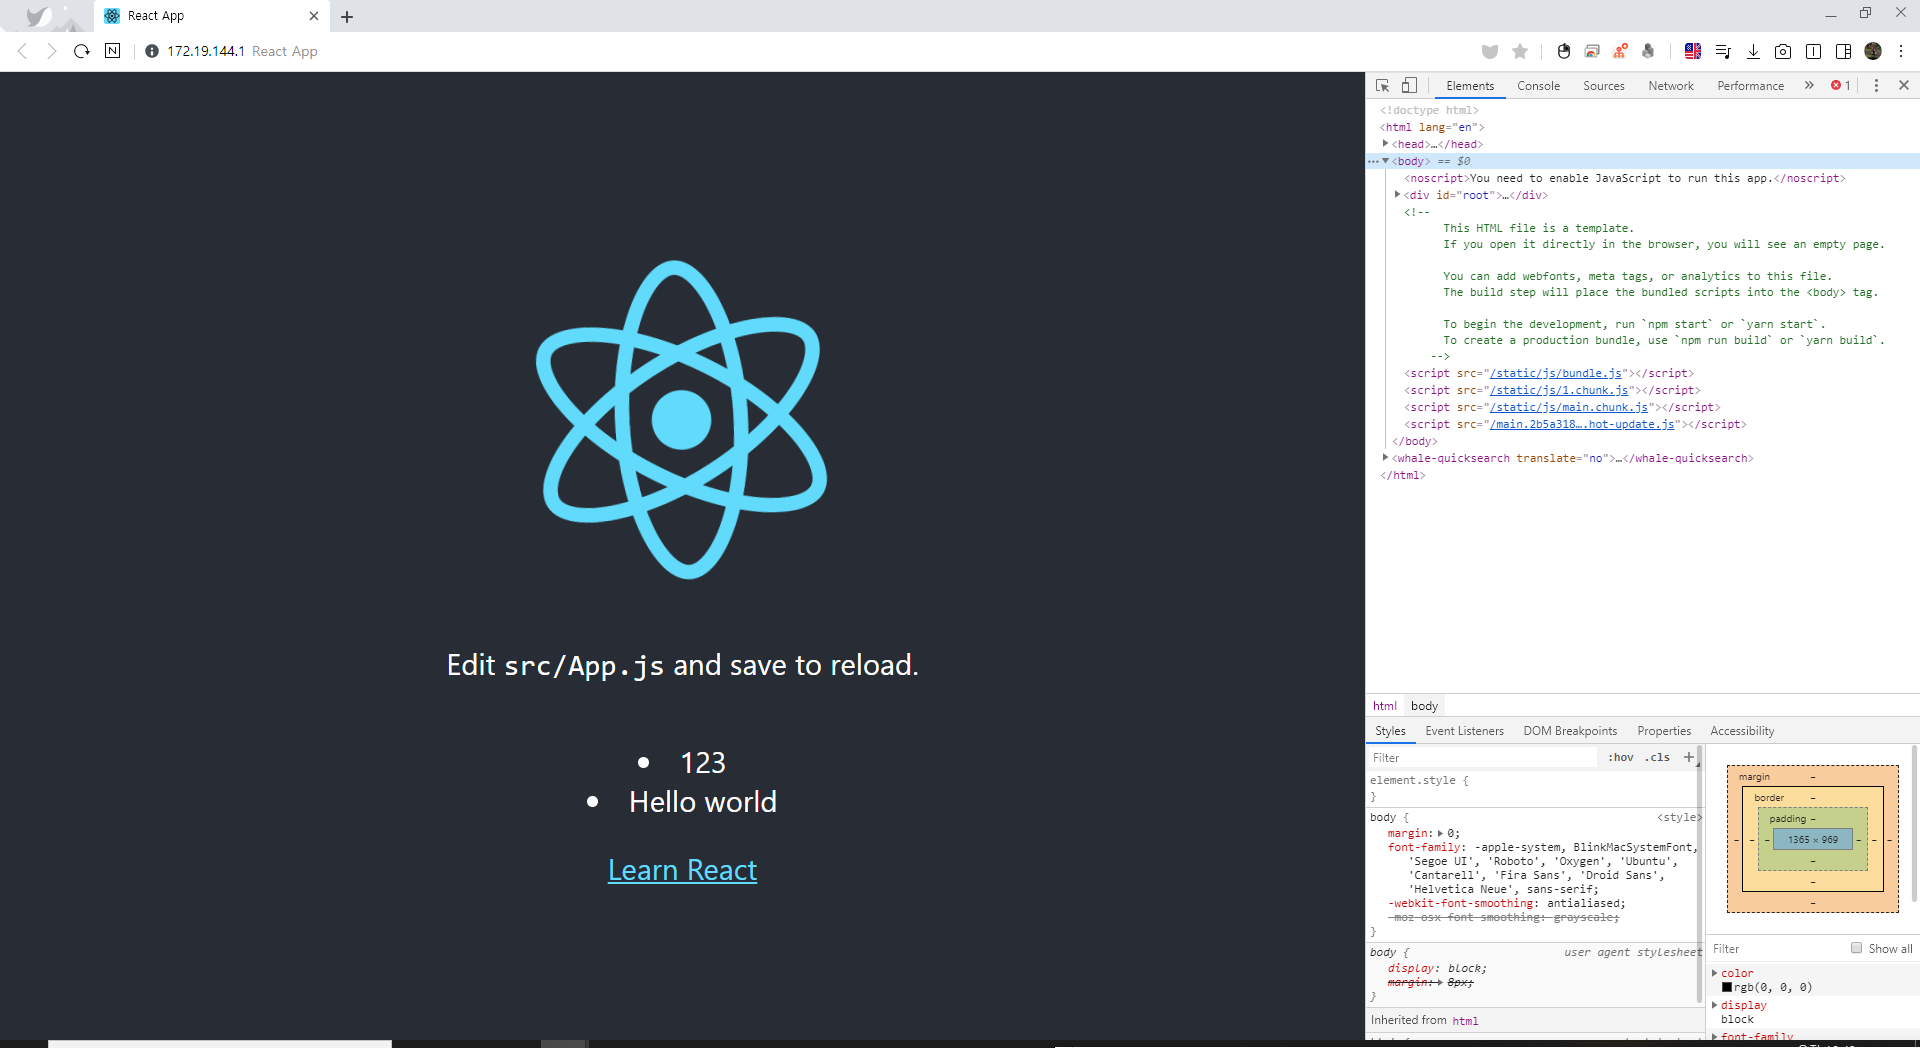 React App
N
172.19.144.1 React App
Edit src/App.js and save to reload.
123
Hello world
Learn React
Elements Console Sources Network Performance » 1
<!doctype html>
<html lang="en">
<head>…</head>
<body> == $0
<noscript>You need to enable JavaScript to run this app.</noscript>
<div id="root">…</div>
<!--
This HTML file is a template.
If you open it directly in the browser, you will see an empty page.
You can add webfonts, meta tags, or analytics to this file.
The build step will place the bundled scripts into the <body> tag.
To begin the development, run `npm start` or `yarn start`.
To create a production bundle, use `npm run build` or `yarn build`.
-->
<script src="/static/js/bundle.js"></script>
<script src="/static/js/1.chunk.js"></script>
<script src="/static/js/main.chunk.js"></script>
<script src="/main.2b5a318….hot-update.js"></script>
</body>
<whale-quicksearch translate="no">…</whale-quicksearch>
</html>
html body
Styles Event Listeners DOM Breakpoints Properties Accessibility
Filter :hov .cls +
element.style {
}
body { <style>
margin: 0;
font-family: -apple-system, BlinkMacSystemFont,
'Segoe UI', 'Roboto', 'Oxygen', 'Ubuntu',
'Cantarell', 'Fira Sans', 'Droid Sans',
'Helvetica Neue', sans-serif;
-webkit-font-smoothing: antialiased;
-moz-osx-font-smoothing: grayscale;
}
body { user agent stylesheet
display: block;
margin: 8px;
}
Inherited from html
margin –
border –
padding –
– – – 1365 × 969 – – –
–
–
–
Filter Show all
color
rgb(0, 0, 0)
display
block
font-family